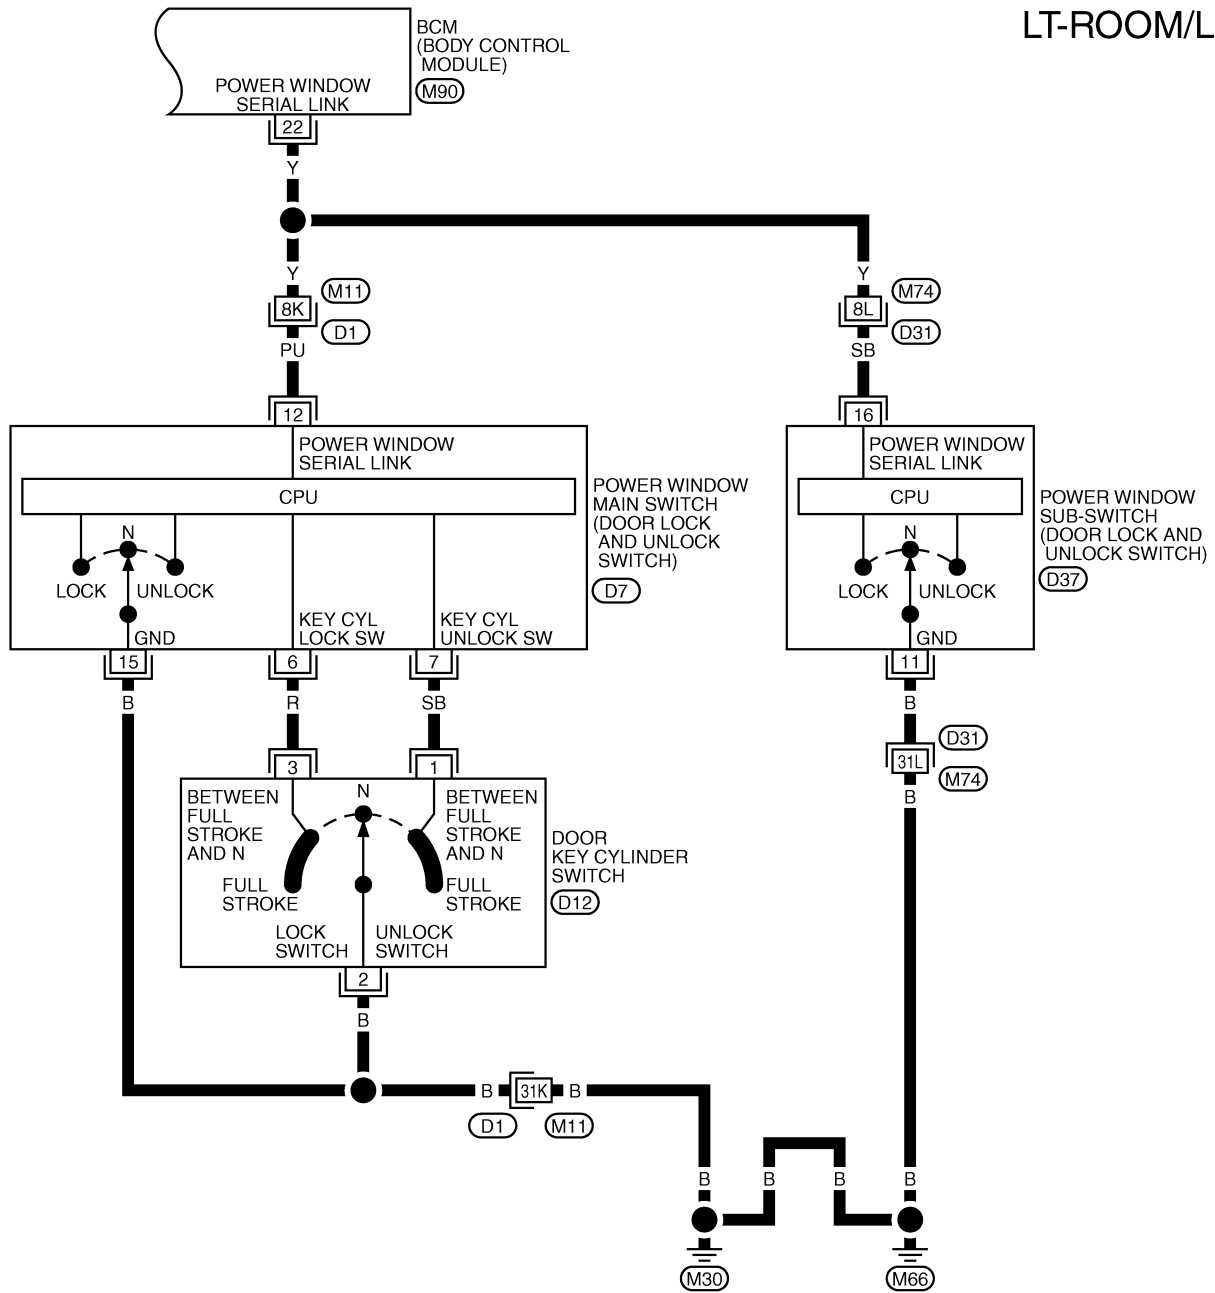 LT-ROOM/L
BCM
(BODY CONTROL
MODULE)
M90
POWER WINDOW
SERIAL LINK
22
Y
Y
Y
M11
8K
D1
PU
M74
8L
D31
SB
12
16
POWER WINDOW
SERIAL LINK
CPU
N
LOCK
UNLOCK
GND
KEY CYL
LOCK SW
KEY CYL
UNLOCK SW
POWER WINDOW
MAIN SWITCH
(DOOR LOCK
AND UNLOCK
SWITCH)
D7
POWER WINDOW
SERIAL LINK
CPU
N
LOCK
UNLOCK
GND
POWER WINDOW
SUB-SWITCH
(DOOR LOCK AND
UNLOCK SWITCH)
D37
15
6
7
11
B
R
SB
B
D31
31L
M74
B
3
1
N
BETWEEN
FULL
STROKE
AND N
FULL
STROKE
BETWEEN
FULL
STROKE
AND N
FULL
STROKE
LOCK
SWITCH
UNLOCK
SWITCH
DOOR
KEY CYLINDER
SWITCH
D12
2
B
B
31K
B
D1
M11
B
B
B
B
M30
M66